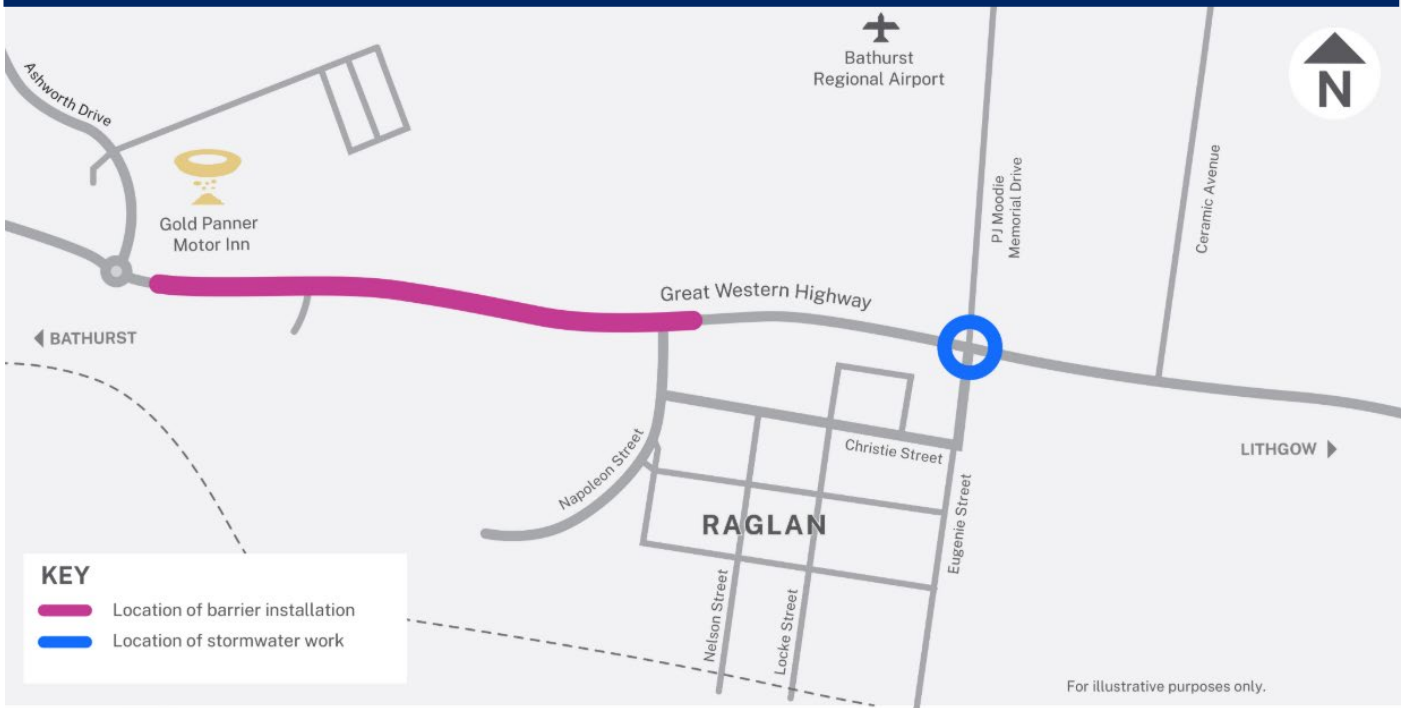 Ashworth Drive
Bathurst
Regional Airport
N
Gold Panner
Motor Inn
PJ Moodie
Memorial Drive
Ceramic Avenue
Great Western Highway
BATHURST
Napoleon Street
Christie Street
LITHGOW
RAGLAN
Eugenie Street
Nelson Street
Locke Street
KEY
Location of barrier installation
Location of stormwater work
For illustrative purposes only.